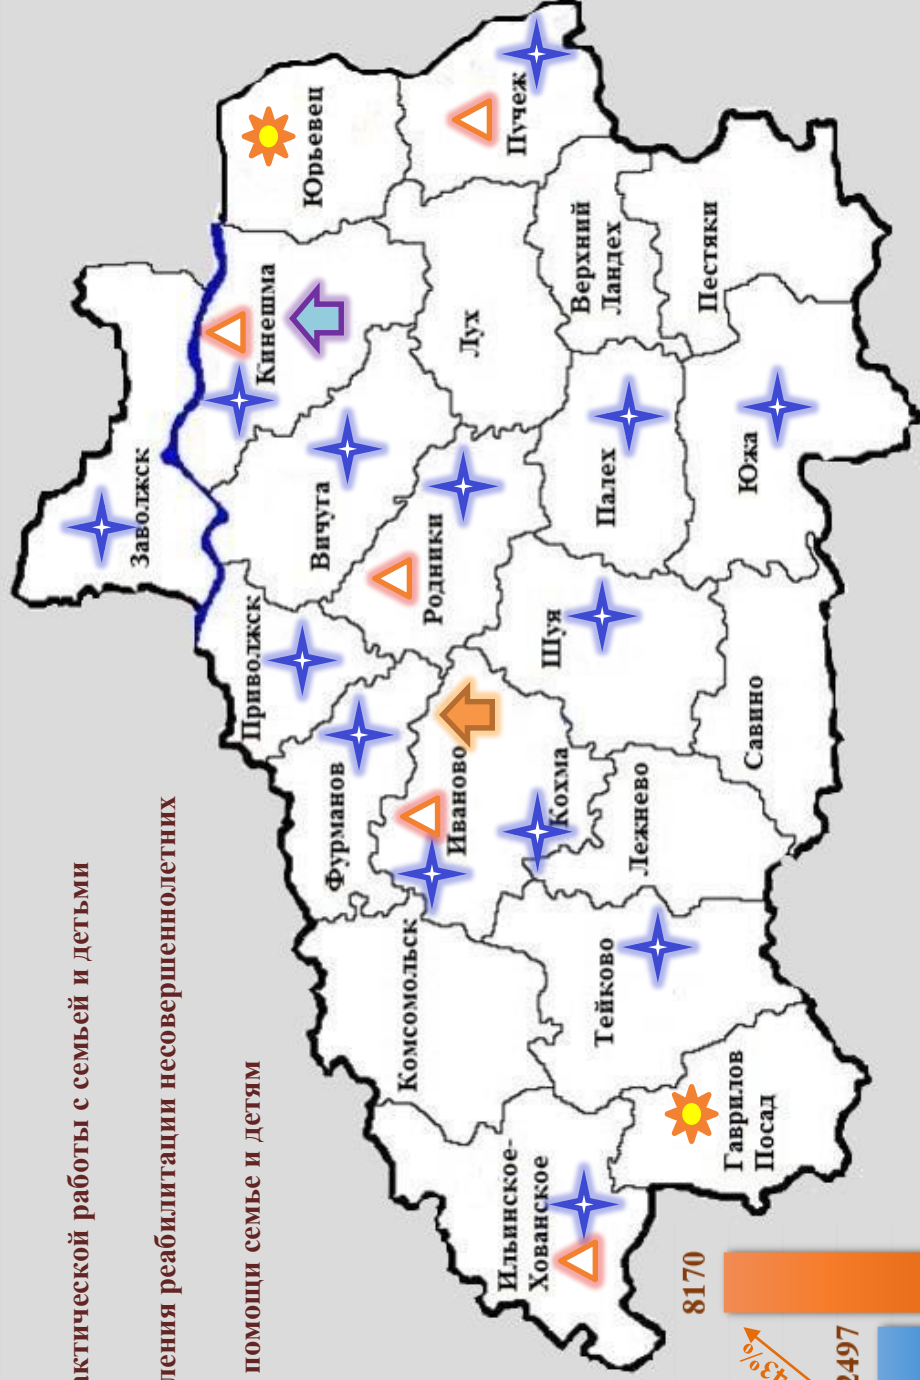 актической работы с семьей и детьми
ления реабилитации несовершеннолетних
помощи семье и детям
Заволжск
Юрьевец
Кинешма
Пучеж
Приволжск
Вичуга
Лух
Верхний
Ландех
Пестяки
Фурманов
Родники
Палех
Южа
Иваново
Шуя
Кохма
Комсомольск
Лежнево
Савино
Тейково
Ильинское-
Хованское
Гаврилов
Посад
8170
2497
43%